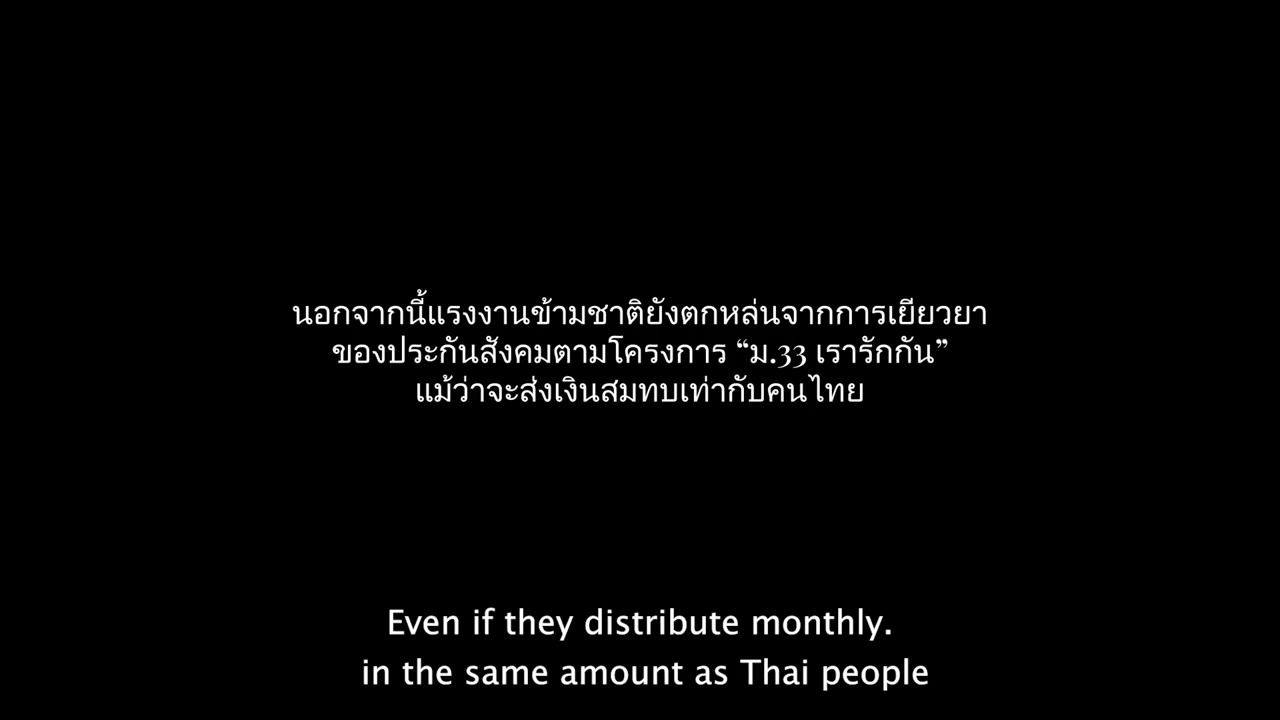 นอกจากนี้แรงงานข้ามชาติยังตกหล่นจากการเยียวยา
ของประกันสังคมตามโครงการ “ม.33 เรารักกัน”
แม้ว่าจะส่งเงินสมทบเท่ากับคนไทย
Even if they distribute monthly.
in the same amount as Thai people